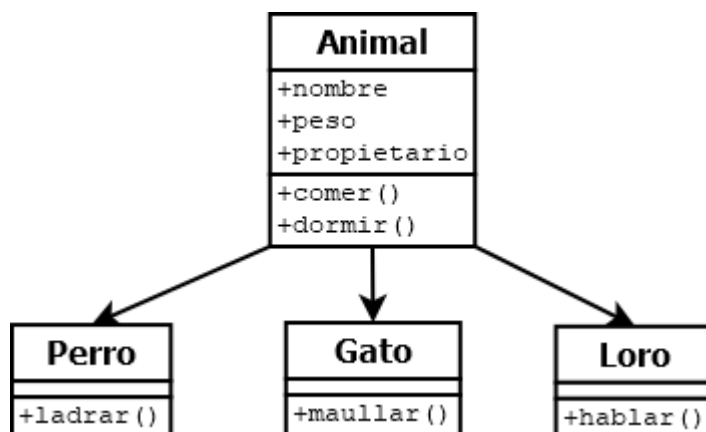 Animal
+nombre
+peso
+propietario
+comer()
+dormir()
Perro
+ladrar()
Gato
+maullar()
Loro
+hablar()